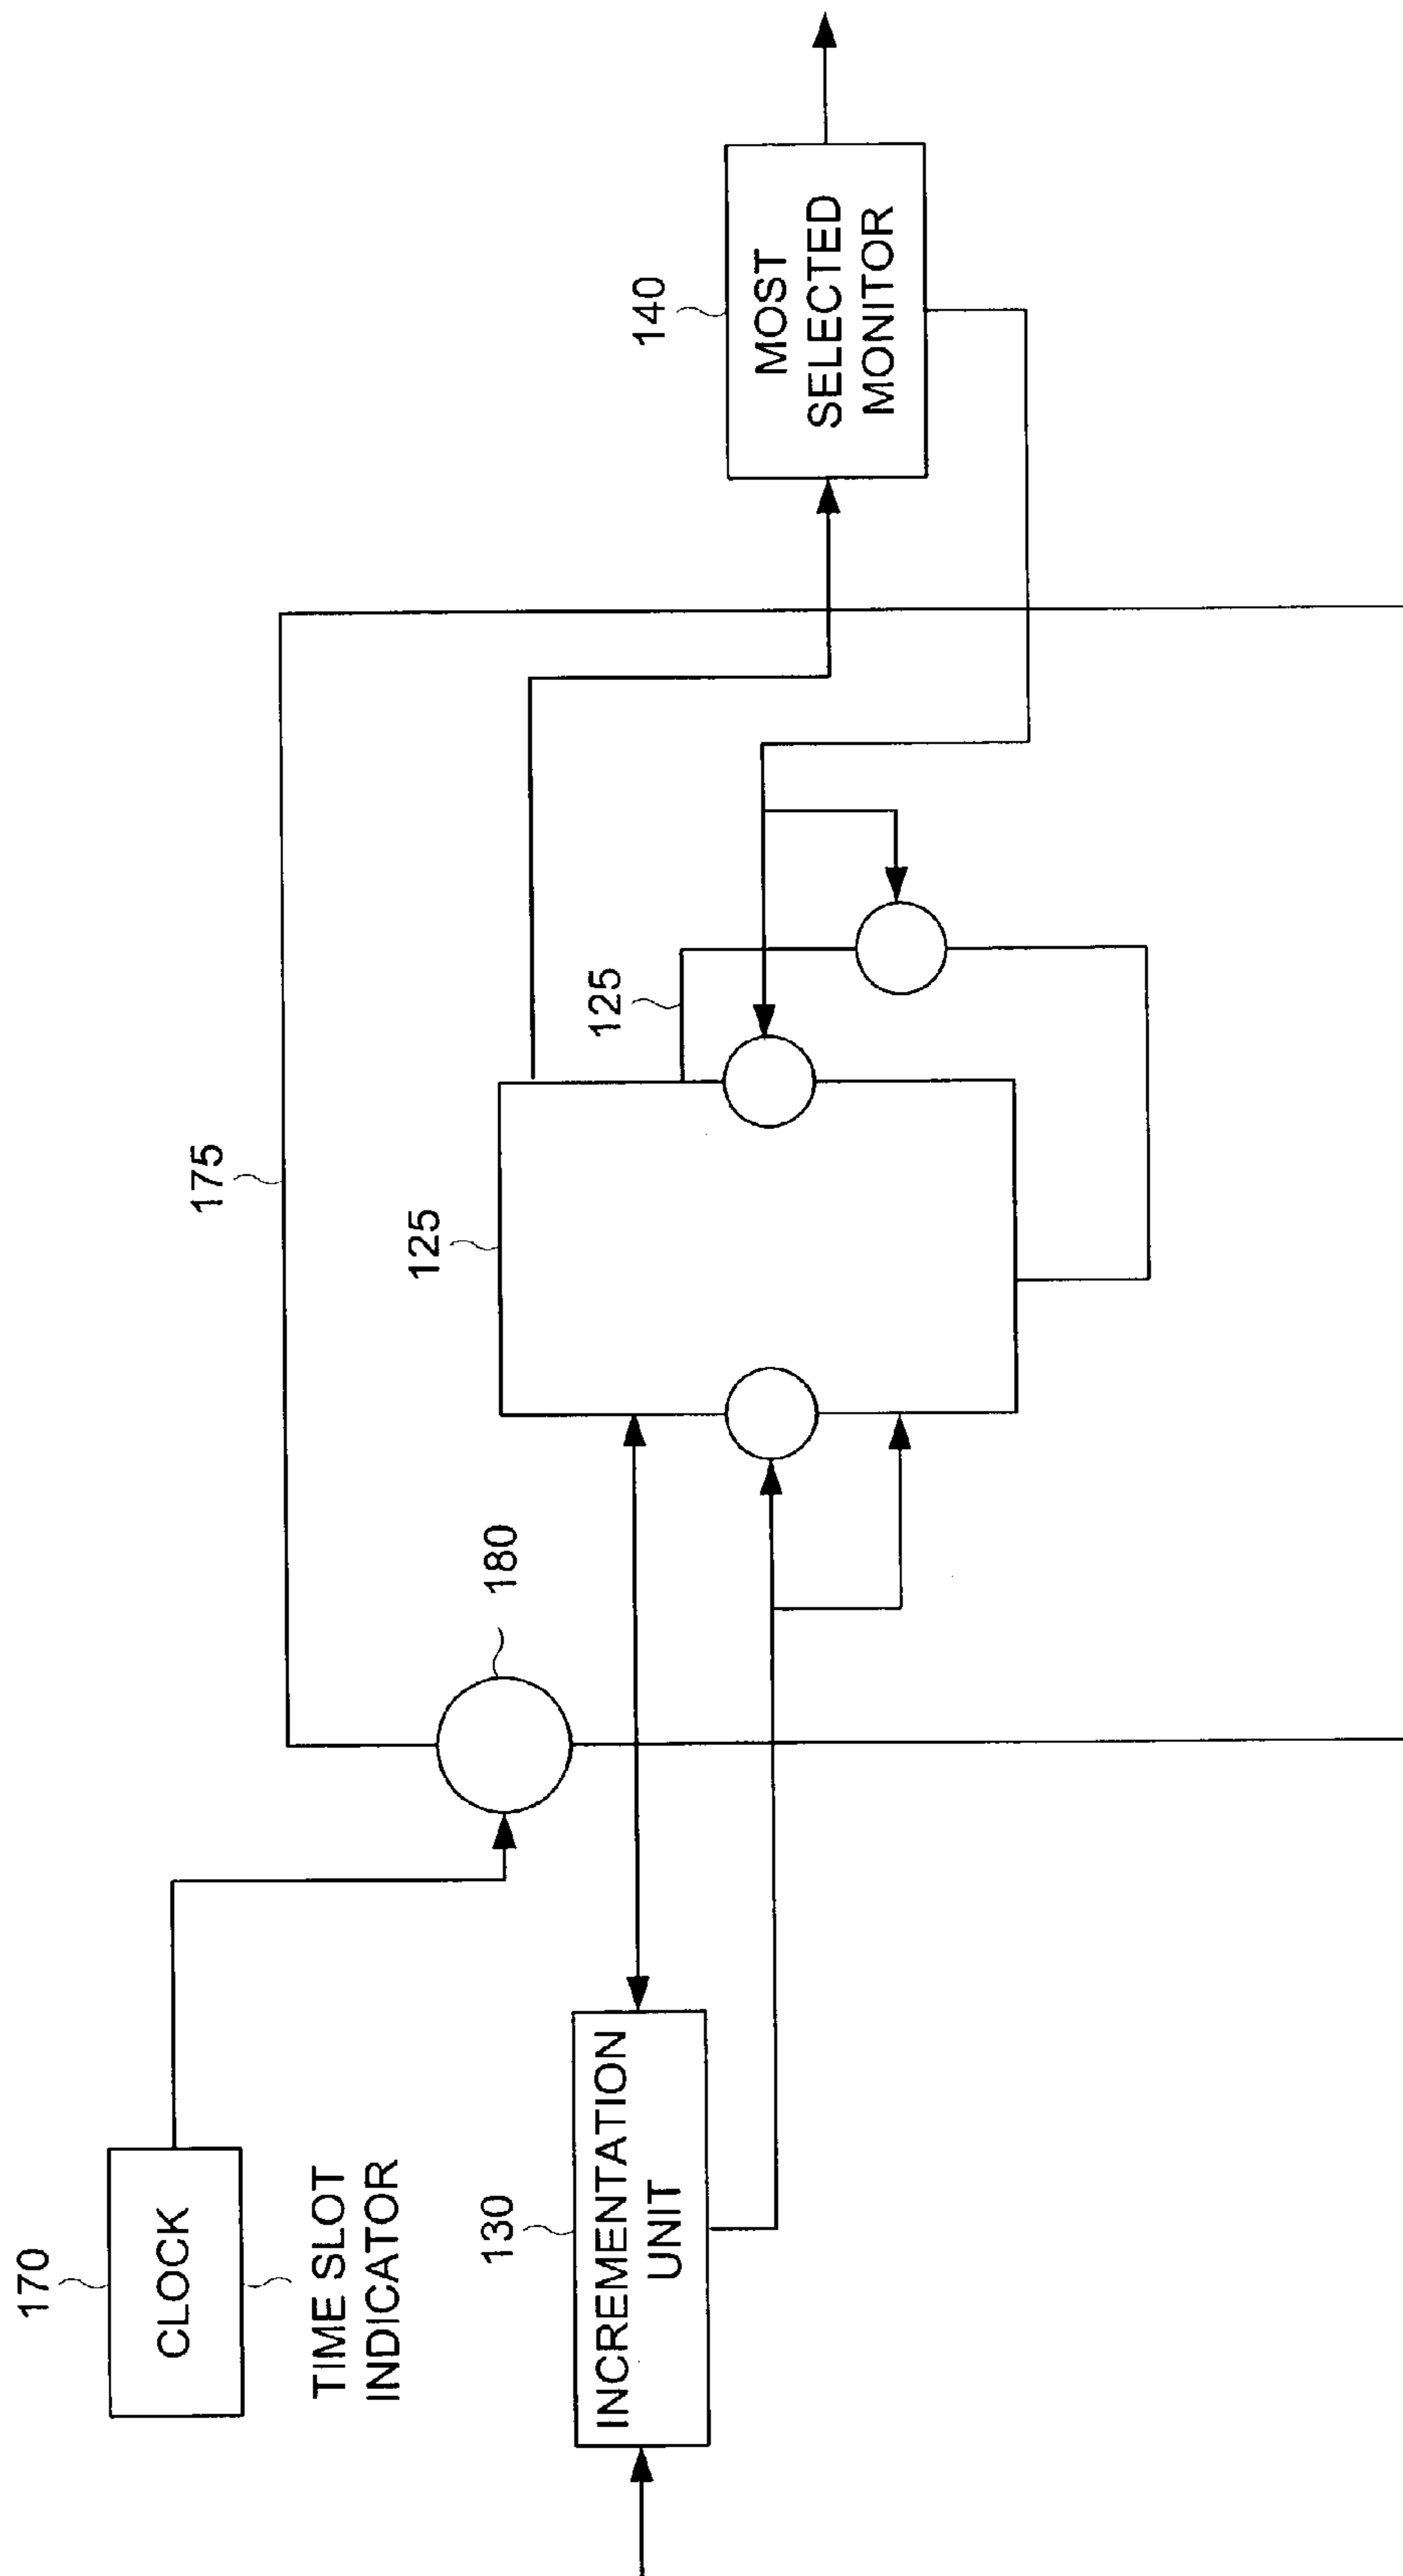 170
CLOCK
TIME SLOT
INDICATOR
175
180
125
125
130
INCREMENTATION
UNIT
140
MOST
SELECTED
MONITOR